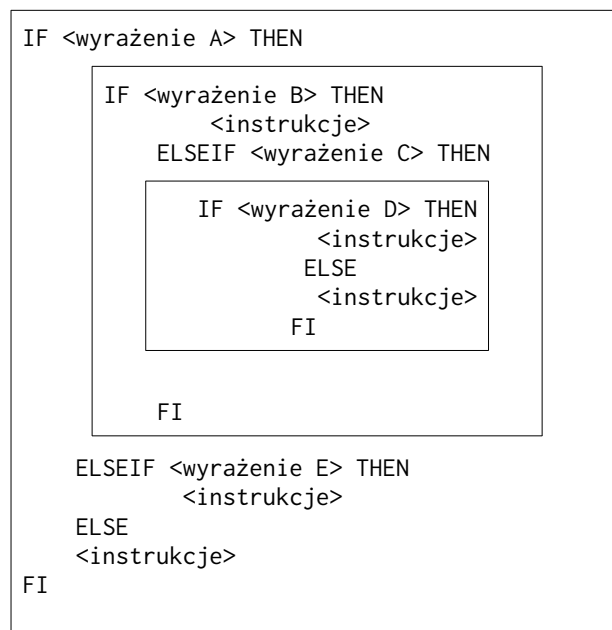 IF <wyrażenie A> THEN
IF <wyrażenie B> THEN
<instrukcje>
ELSEIF <wyrażenie C> THEN
IF <wyrażenie D> THEN
<instrukcje>
ELSE
<instrukcje>
FI
FI
ELSEIF <wyrażenie E> THEN
<instrukcje>
ELSE
<instrukcje>
FI